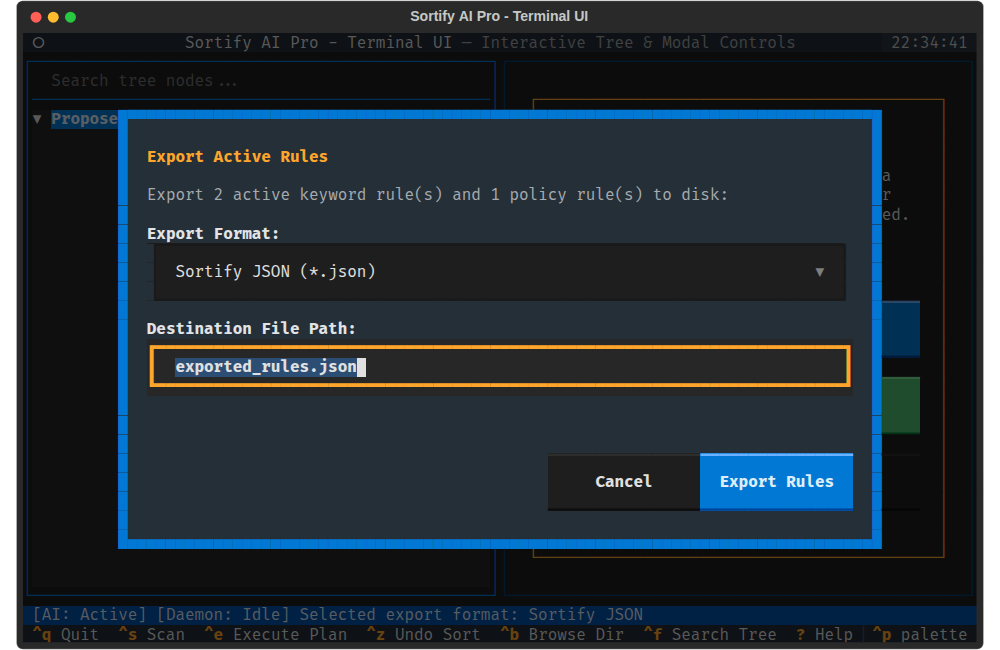 Sortify AI Pro - Terminal UI
Sortify AI Pro - Terminal UI — Interactive Tree & Modal Controls 22:34:41
Search tree nodes...
▼ Propose
Export Active Rules
Export 2 active keyword rule(s) and 1 policy rule(s) to disk:
a
r
ed.
Export Format:
Sortify JSON (*.json) ▼
Destination File Path:
exported_rules.json
Cancel Export Rules
[AI: Active] [Daemon: Idle] Selected export format: Sortify JSON
^q Quit ^s Scan ^e Execute Plan ^z Undo Sort ^b Browse Dir ^f Search Tree ? Help ^p palette